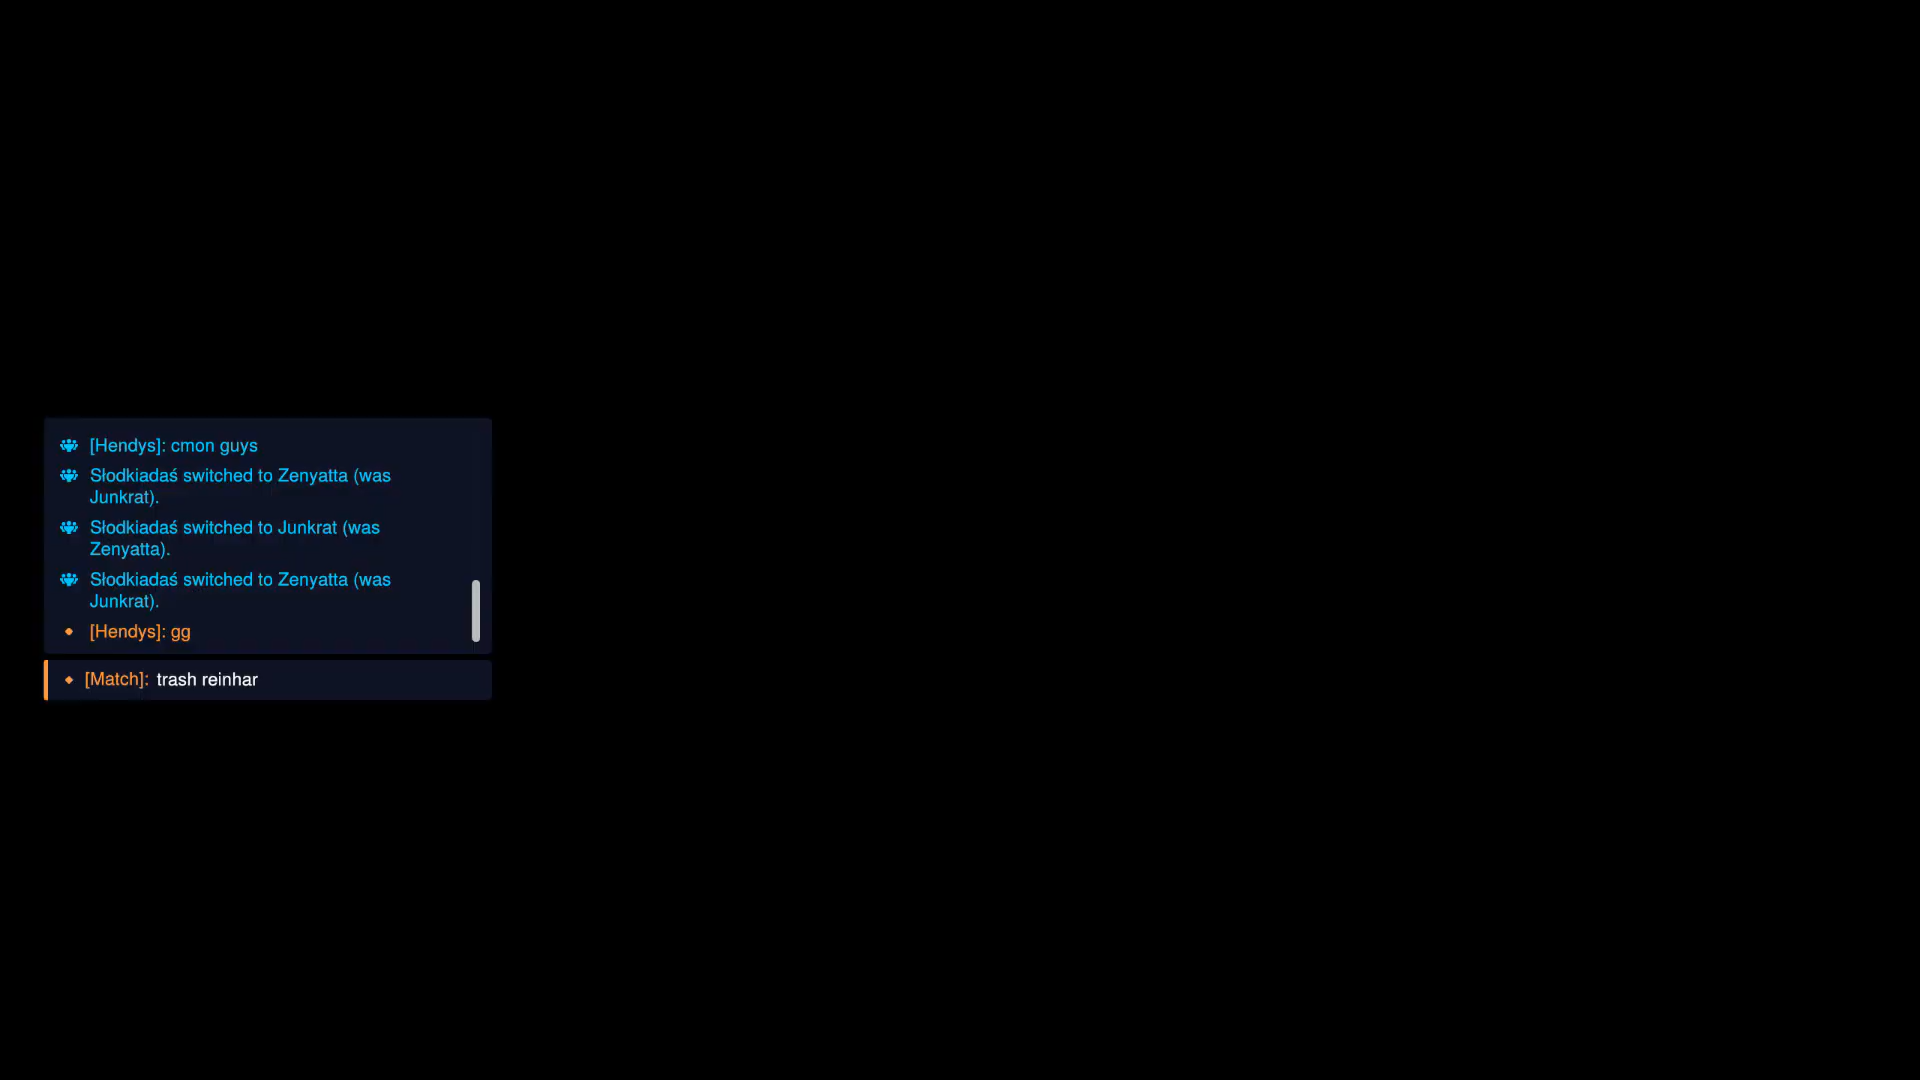 [Hendys]: cmon guys
Słodkiadaś switched to Zenyatta (was
Junkrat).
Słodkiadaś switched to Junkrat (was
Zenyatta).
Słodkiadaś switched to Zenyatta (was
Junkrat).
[Hendys]: gg
[Match]: trash reinhar